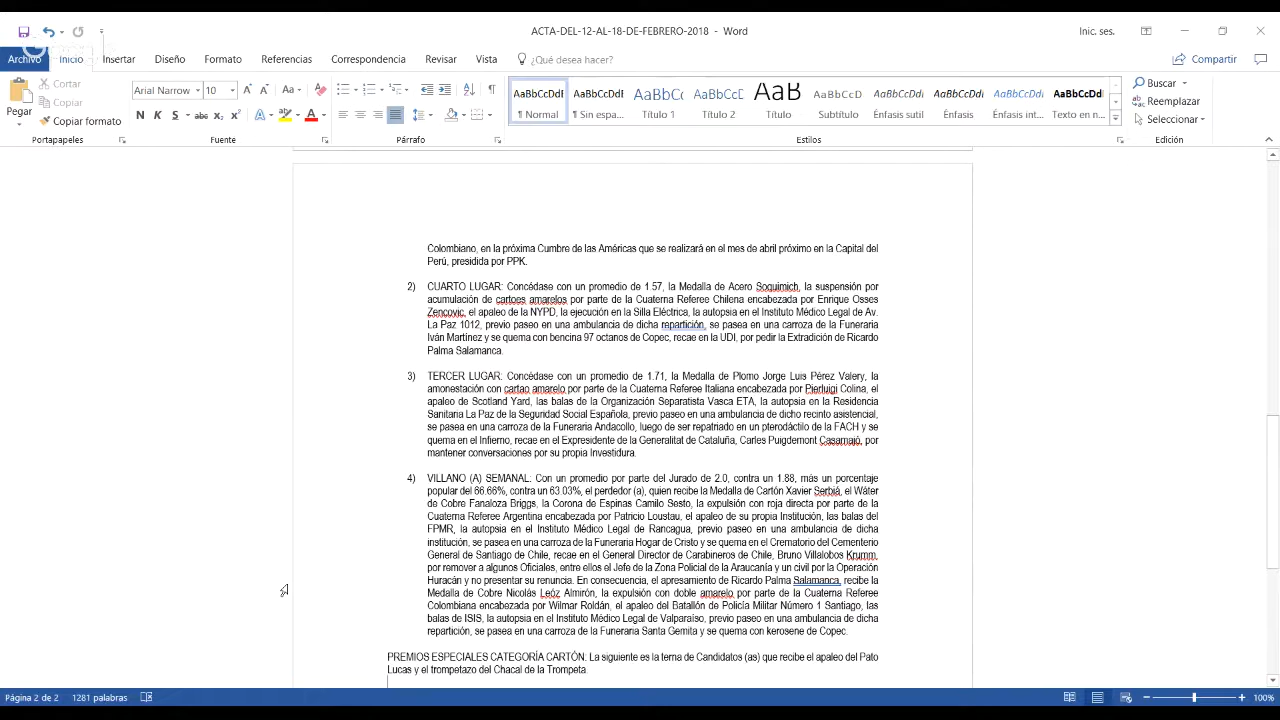 ACTA-DEL-12-AL-18-DE-FEBRERO-2018 - Word
Inic. ses.
Archivo Inicio Insertar Diseño Formato Referencias Correspondencia Revisar Vista ¿Qué desea hacer? Compartir
Pegar
Cortar
Copiar
Copiar formato
Portapapeles
Arial Narrow 10
N K S abc x₂ x²
Fuente
Párrafo
AaBbCcDdE AaBbCcDdE AaBbCc AaBbCcD AaB AaBbCcD AaBbCcDd AaBbCcDd AaBbCcDd AaBbCcDd
¶ Normal ¶ Sin espa... Título 1 Título 2 Título Subtítulo Énfasis sutil Énfasis Énfasis int... Texto en n...
Estilos
Buscar
Reemplazar
Seleccionar
Edición
Colombiano, en la próxima Cumbre de las Américas que se realizará en el mes de abril próximo en la Capital del
Perú, presidida por PPK.
2) CUARTO LUGAR: Concédase con un promedio de 1.57, la Medalla de Acero Soquimich, la suspensión por
acumulación de cartoes amarelos por parte de la Cuaterna Referee Chilena encabezada por Enrique Osses
Zencovic, el apaleo de la NYPD, la ejecución en la Silla Eléctrica, la autopsia en el Instituto Médico Legal de Av.
La Paz 1012, previo paseo en una ambulancia de dicha repartición, se pasea en una carroza de la Funeraria
Iván Martínez y se quema con bencina 97 octanos de Copec, recae en la UDI, por pedir la Extradición de Ricardo
Palma Salamanca.
3) TERCER LUGAR: Concédase con un promedio de 1.71, la Medalla de Plomo Jorge Luis Pérez Valery, la
amonestación con cartao amarelo por parte de la Cuaterna Referee Italiana encabezada por Pierluigi Colina, el
apaleo de Scotland Yard, las balas de la Organización Separatista Vasca ETA, la autopsia en la Residencia
Sanitaria La Paz de la Seguridad Social Española, previo paseo en una ambulancia de dicho recinto asistencial,
se pasea en una carroza de la Funeraria Andacollo, luego de ser repatriado en un pterodáctilo de la FACH y se
quema en el Infierno, recae en el Expresidente de la Generalitat de Cataluña, Carles Puigdemont Casamajó, por
mantener conversaciones por su propia Investidura.
4) VILLANO (A) SEMANAL: Con un promedio por parte del Jurado de 2.0, contra un 1.88, más un porcentaje
popular del 66.66%, contra un 63.03%, el perdedor (a), quien recibe la Medalla de Cartón Xavier Serbiá, el Wáter
de Cobre Fanaloza Briggs, la Corona de Espinas Camilo Sesto, la expulsión con roja directa por parte de la
Cuaterna Referee Argentina encabezada por Patricio Loustau, el apaleo de su propia Institución, las balas del
FPMR, la autopsia en el Instituto Médico Legal de Rancagua, previo paseo en una ambulancia de dicha
institución, se pasea en una carroza de la Funeraria Hogar de Cristo y se quema en el Crematorio del Cementerio
General de Santiago de Chile, recae en el General Director de Carabineros de Chile, Bruno Villalobos Krumm,
por remover a algunos Oficiales, entre ellos el Jefe de la Zona Policial de la Araucanía y un civil por la Operación
Huracán y no presentar su renuncia. En consecuencia, el apresamiento de Ricardo Palma Salamanca, recibe la
Medalla de Cobre Nicolás Leóz Almirón, la expulsión con doble amarelo por parte de la Cuaterna Referee
Colombiana encabezada por Wilmar Roldán, el apaleo del Batallón de Policía Militar Número 1 Santiago, las
balas de ISIS, la autopsia en el Instituto Médico Legal de Valparaíso, previo paseo en una ambulancia de dicha
repartición, se pasea en una carroza de la Funeraria Santa Gemita y se quema con kerosene de Copec.
PREMIOS ESPECIALES CATEGORÍA CARTÓN: La siguiente es la terna de Candidatos (as) que recibe el apaleo del Pato
Lucas y el trompetazo del Chacal de la Trompeta.
Página 2 de 2 1281 palabras
100%